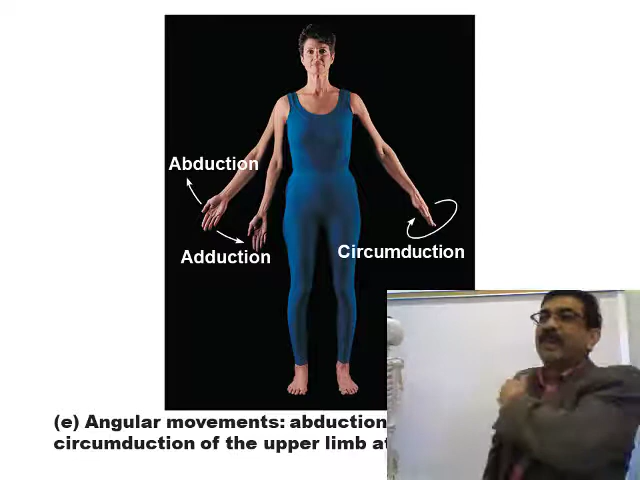 Abduction
Adduction
Circumduction
(e) Angular movements: abduction
circumduction of the upper limb at